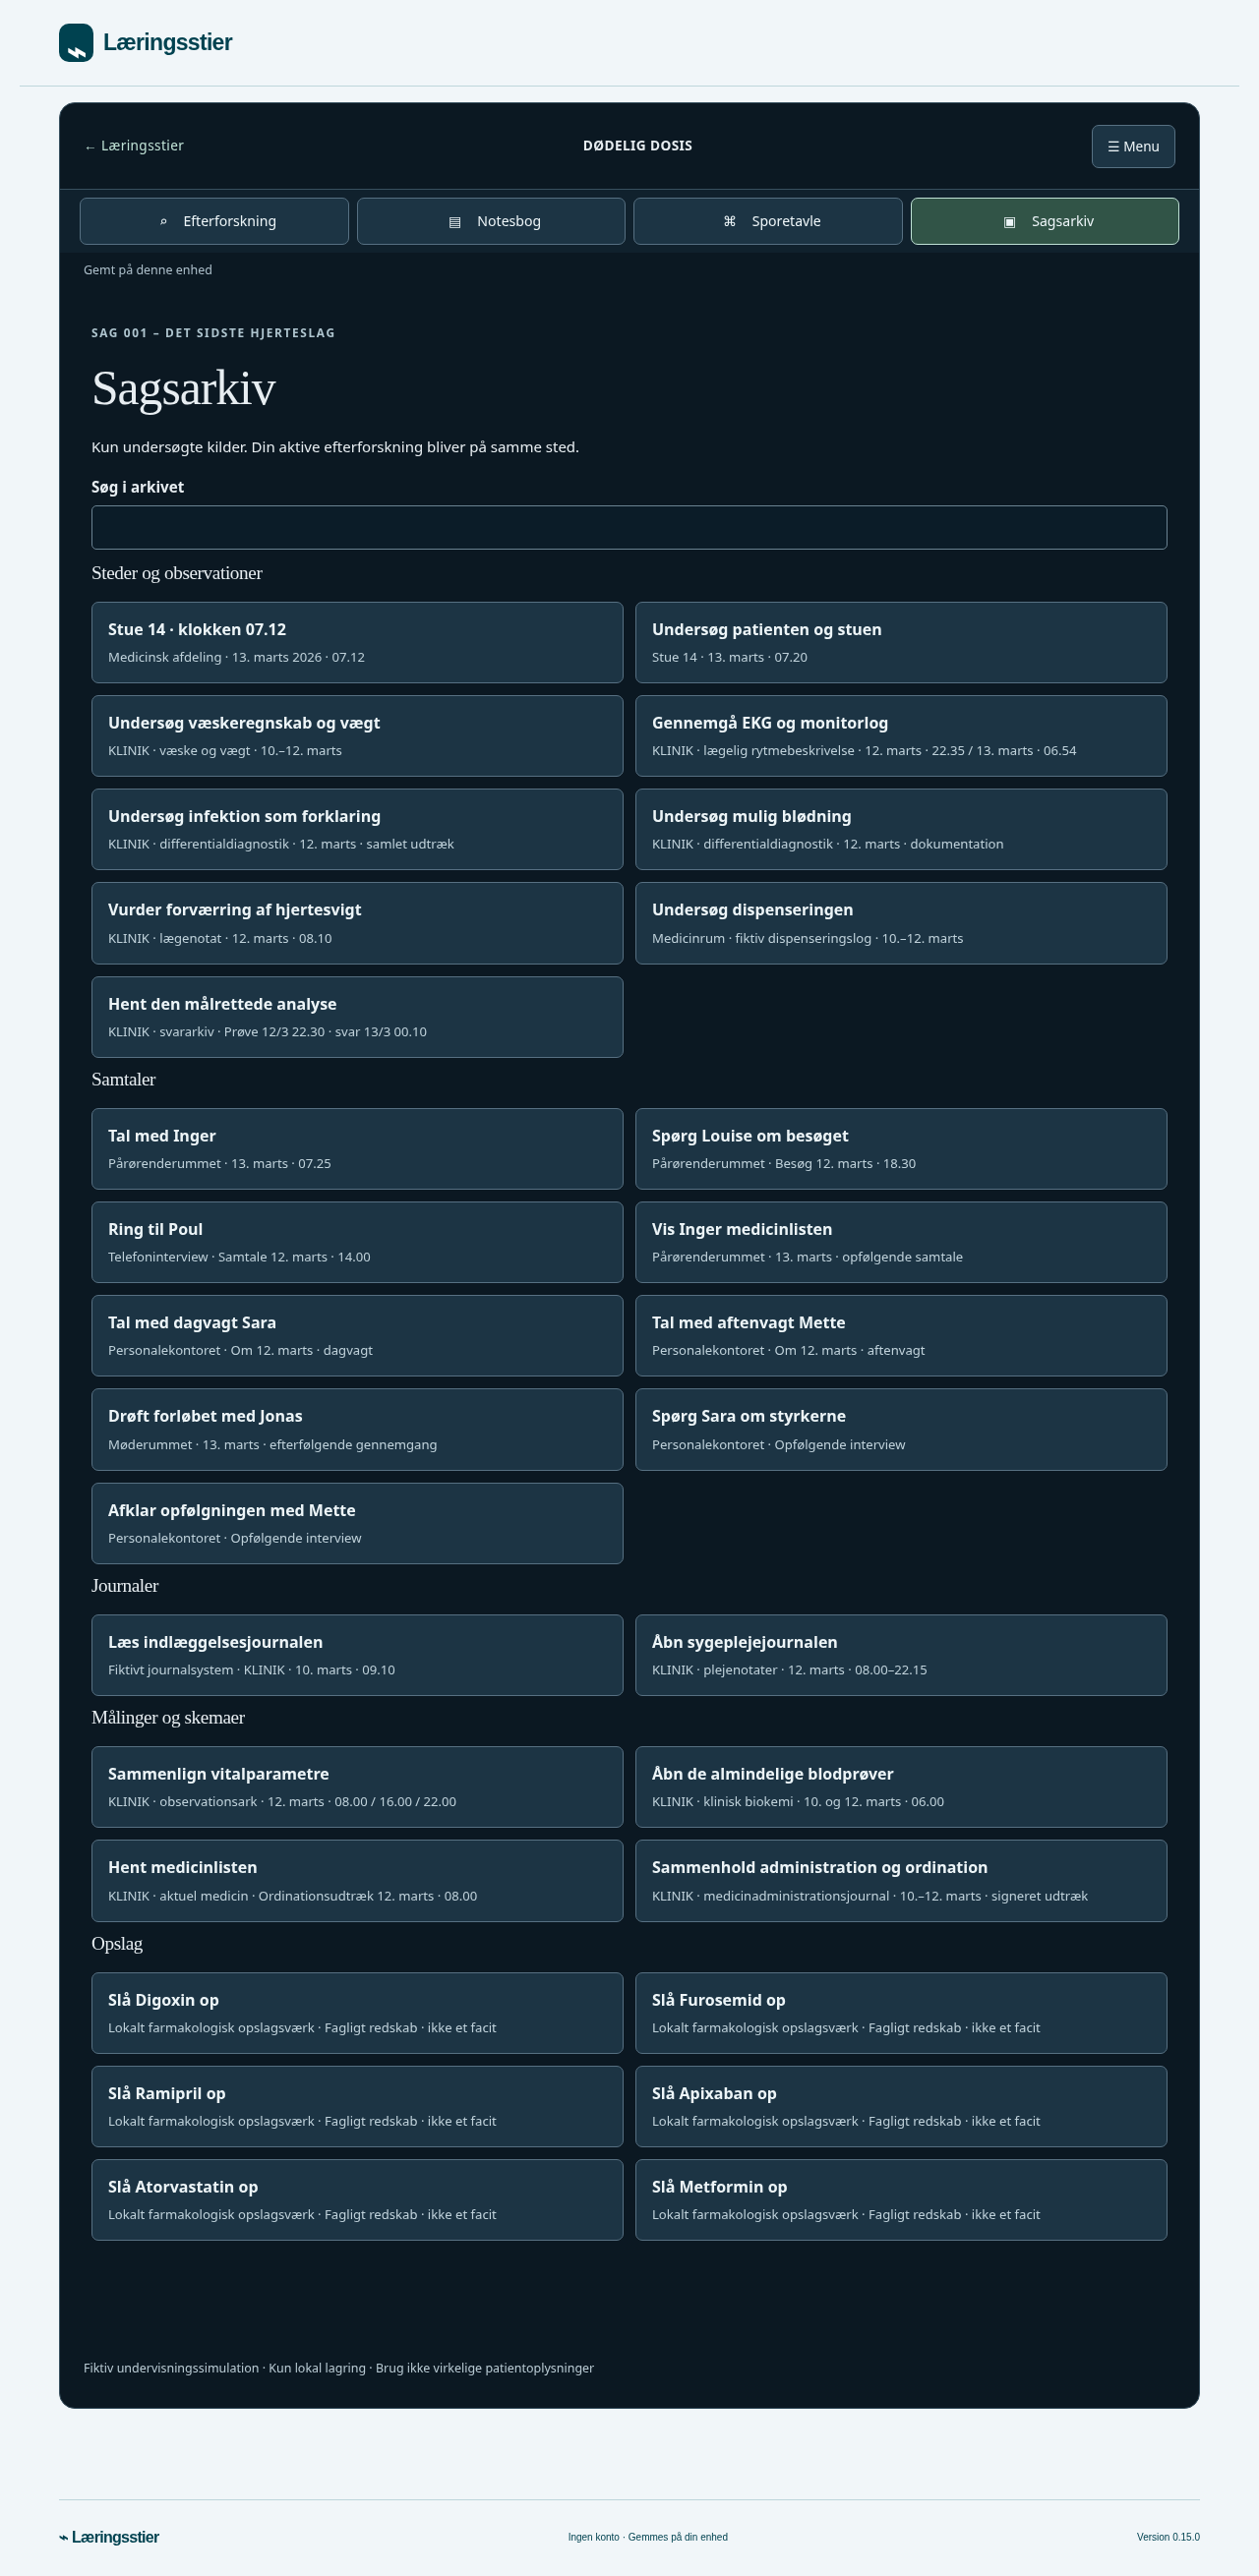 Læringsstier
← Læringsstier
DØDELIG DOSIS
☰ Menu
⌕ Efterforskning
▤ Notesbog
⌘ Sporetavle
▣ Sagsarkiv
Gemt på denne enhed
SAG 001 – DET SIDSTE HJERTESLAG
Sagsarkiv
Kun undersøgte kilder. Din aktive efterforskning bliver på samme sted.
Søg i arkivet
Steder og observationer
Stue 14 · klokken 07.12
Medicinsk afdeling · 13. marts 2026 · 07.12
Undersøg patienten og stuen
Stue 14 · 13. marts · 07.20
Undersøg væskeregnskab og vægt
KLINIK · væske og vægt · 10.–12. marts
Gennemgå EKG og monitorlog
KLINIK · lægelig rytmebeskrivelse · 12. marts · 22.35 / 13. marts · 06.54
Undersøg infektion som forklaring
KLINIK · differentialdiagnostik · 12. marts · samlet udtræk
Undersøg mulig blødning
KLINIK · differentialdiagnostik · 12. marts · dokumentation
Vurder forværring af hjertesvigt
KLINIK · lægenotat · 12. marts · 08.10
Undersøg dispenseringen
Medicinrum · fiktiv dispenseringslog · 10.–12. marts
Hent den målrettede analyse
KLINIK · svararkiv · Prøve 12/3 22.30 · svar 13/3 00.10
Samtaler
Tal med Inger
Pårørenderummet · 13. marts · 07.25
Spørg Louise om besøget
Pårørenderummet · Besøg 12. marts · 18.30
Ring til Poul
Telefoninterview · Samtale 12. marts · 14.00
Vis Inger medicinlisten
Pårørenderummet · 13. marts · opfølgende samtale
Tal med dagvagt Sara
Personalekontoret · Om 12. marts · dagvagt
Tal med aftenvagt Mette
Personalekontoret · Om 12. marts · aftenvagt
Drøft forløbet med Jonas
Møderummet · 13. marts · efterfølgende gennemgang
Spørg Sara om styrkerne
Personalekontoret · Opfølgende interview
Afklar opfølgningen med Mette
Personalekontoret · Opfølgende interview
Journaler
Læs indlæggelsesjournalen
Fiktivt journalsystem · KLINIK · 10. marts · 09.10
Åbn sygeplejejournalen
KLINIK · plejenotater · 12. marts · 08.00–22.15
Målinger og skemaer
Sammenlign vitalparametre
KLINIK · observationsark · 12. marts · 08.00 / 16.00 / 22.00
Åbn de almindelige blodprøver
KLINIK · klinisk biokemi · 10. og 12. marts · 06.00
Hent medicinlisten
KLINIK · aktuel medicin · Ordinationsudtræk 12. marts · 08.00
Sammenhold administration og ordination
KLINIK · medicinadministrationsjournal · 10.–12. marts · signeret udtræk
Opslag
Slå Digoxin op
Lokalt farmakologisk opslagsværk · Fagligt redskab · ikke et facit
Slå Furosemid op
Lokalt farmakologisk opslagsværk · Fagligt redskab · ikke et facit
Slå Ramipril op
Lokalt farmakologisk opslagsværk · Fagligt redskab · ikke et facit
Slå Apixaban op
Lokalt farmakologisk opslagsværk · Fagligt redskab · ikke et facit
Slå Atorvastatin op
Lokalt farmakologisk opslagsværk · Fagligt redskab · ikke et facit
Slå Metformin op
Lokalt farmakologisk opslagsværk · Fagligt redskab · ikke et facit
Fiktiv undervisningssimulation · Kun lokal lagring · Brug ikke virkelige patientoplysninger
⌁ Læringsstier
Ingen konto · Gemmes på din enhed
Version 0.15.0